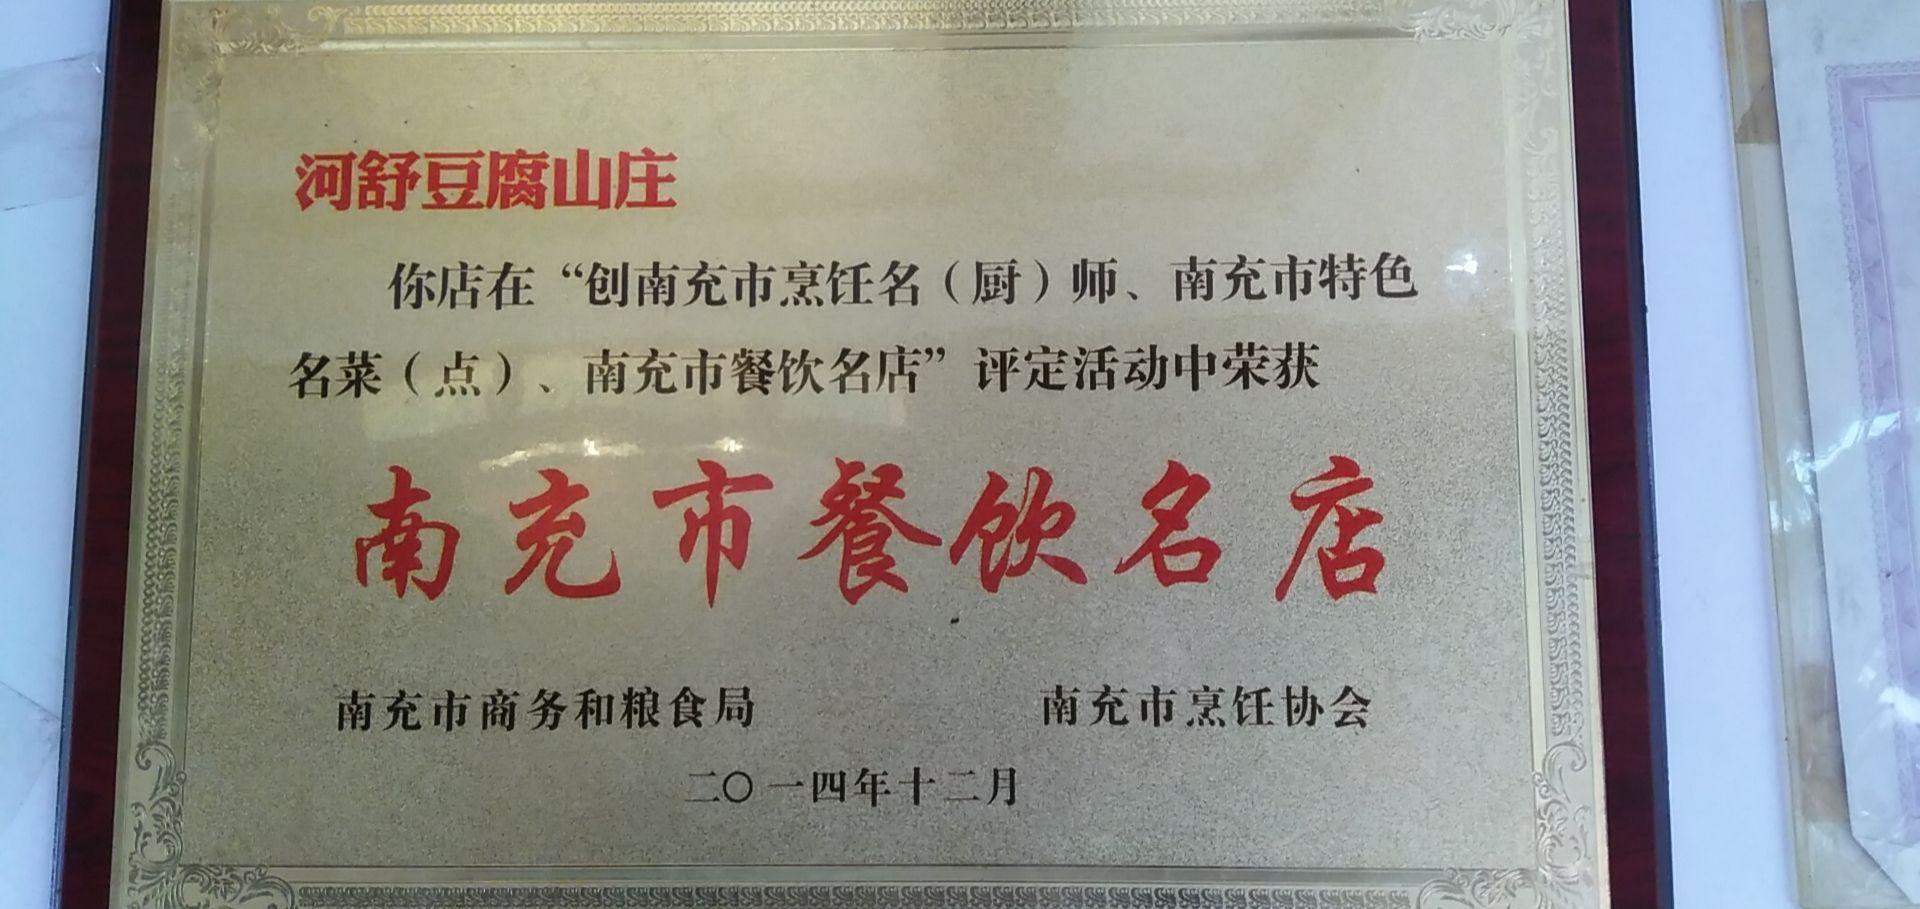 河舒豆腐山庄
你店在“创南充市烹饪名（厨）师、南充市特色
名菜（点）、南充市餐饮名店”评定活动中荣获
南充市餐饮名店
南充市商务和粮食局 南充市烹饪协会
二〇一四年十二月